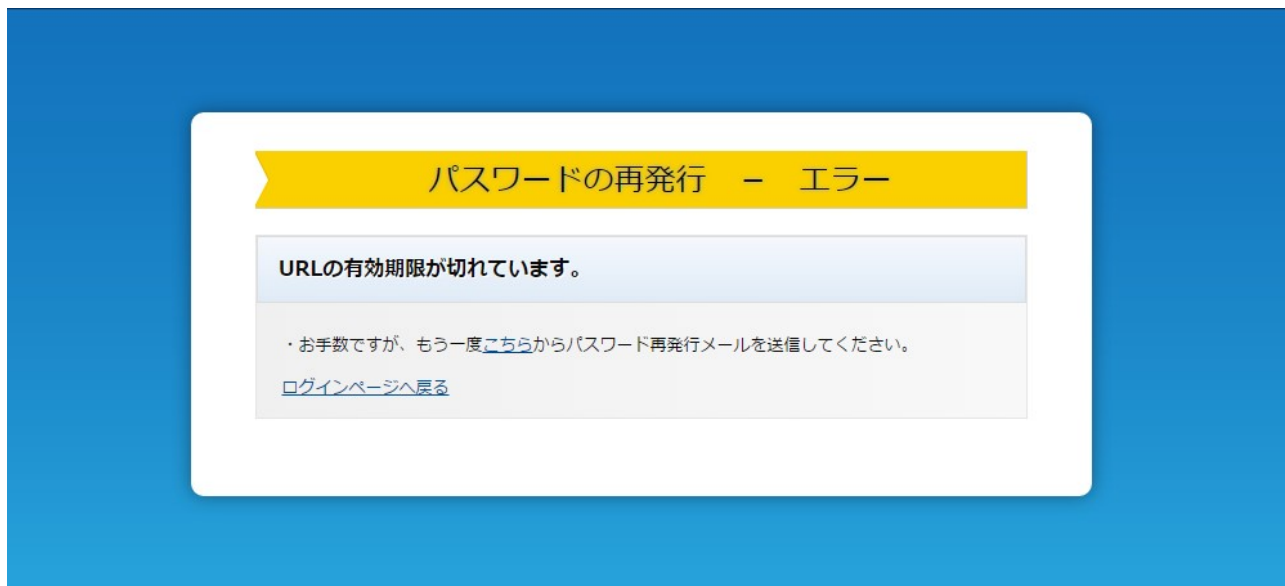 パスワードの再発行　－　エラー
URLの有効期限が切れています。
・お手数ですが、もう一度こちらからパスワード再発行メールを送信してください。
ログインページへ戻る